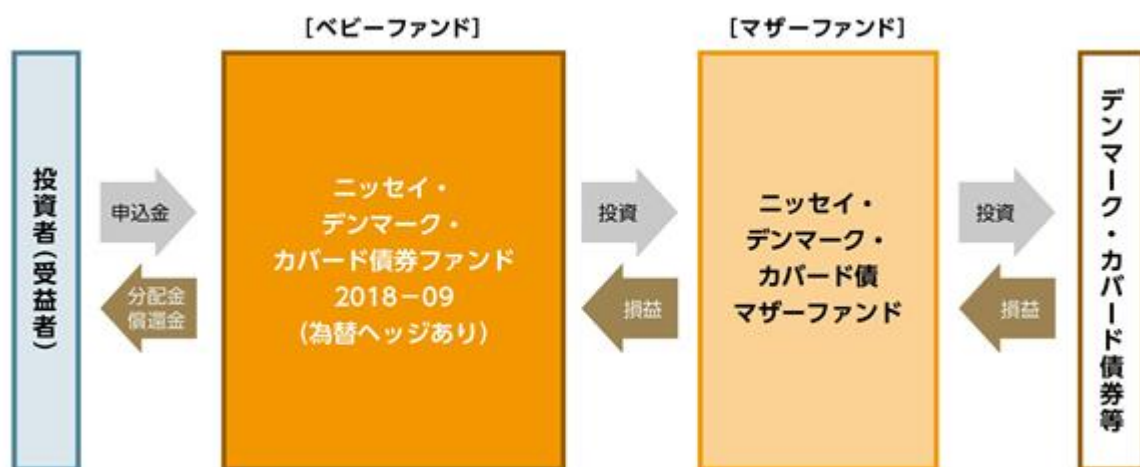 [ベビーファンド]
[マザーファンド]
投資者(受益者)
申込金
分配金
償還金
ニッセイ・
デンマーク・
カバード債券ファンド
2018−09
(為替ヘッジあり)
投資
損益
ニッセイ・
デンマーク・
カバード債
マザーファンド
投資
損益
デンマーク・カバード債券等